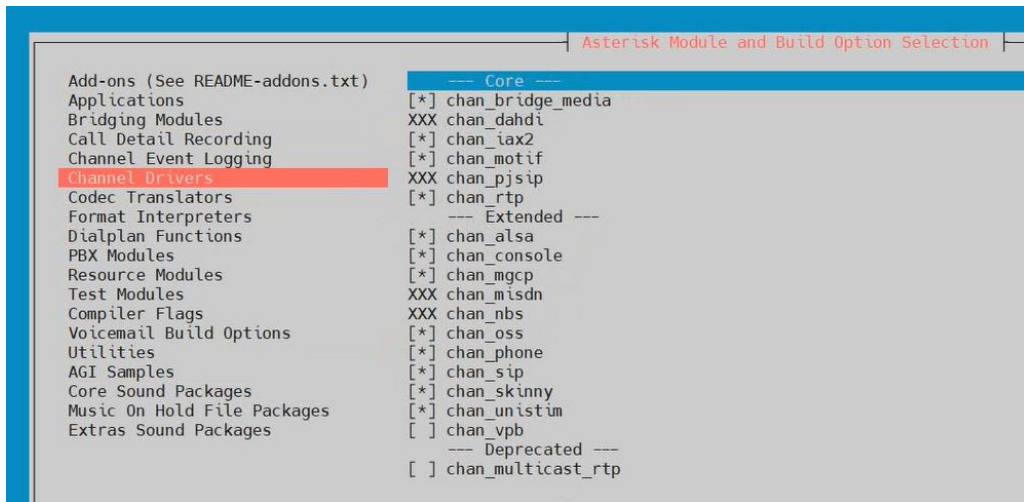 Asterisk Module and Build Option Selection
Add-ons (See README-addons.txt)
Applications
Bridging Modules
Call Detail Recording
Channel Event Logging
Channel Drivers
Codec Translators
Format Interpreters
Dialplan Functions
PBX Modules
Resource Modules
Test Modules
Compiler Flags
Voicemail Build Options
Utilities
AGI Samples
Core Sound Packages
Music On Hold File Packages
Extras Sound Packages
--- Core ---
[*] chan_bridge_media
XXX chan_dahdi
[*] chan_iax2
[*] chan_motif
XXX chan_pjsip
[*] chan_rtp
--- Extended ---
[*] chan_alsa
[*] chan_console
[*] chan_mgcp
XXX chan_misdn
XXX chan_nbs
[*] chan_oss
[*] chan_phone
[*] chan_sip
[*] chan_skinny
[*] chan_unistim
[ ] chan_vpb
--- Deprecated ---
[ ] chan_multicast_rtp